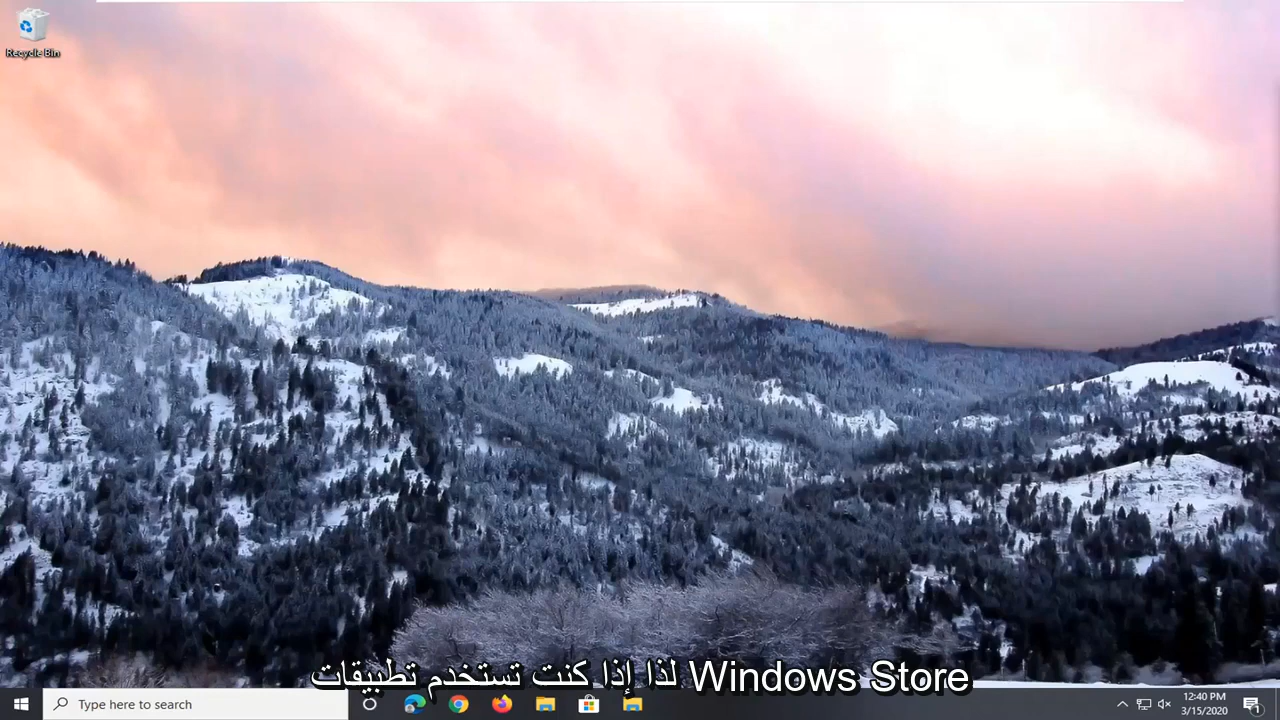 Recycle Bin
لذا إذا كنت تستخدم تطبيقات Windows Store
Type here to search
12:40 PM
3/15/2020
1